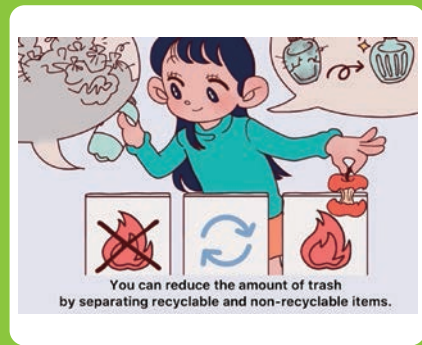 You can reduce the amount of trash
by separating recyclable and non-recyclable items.